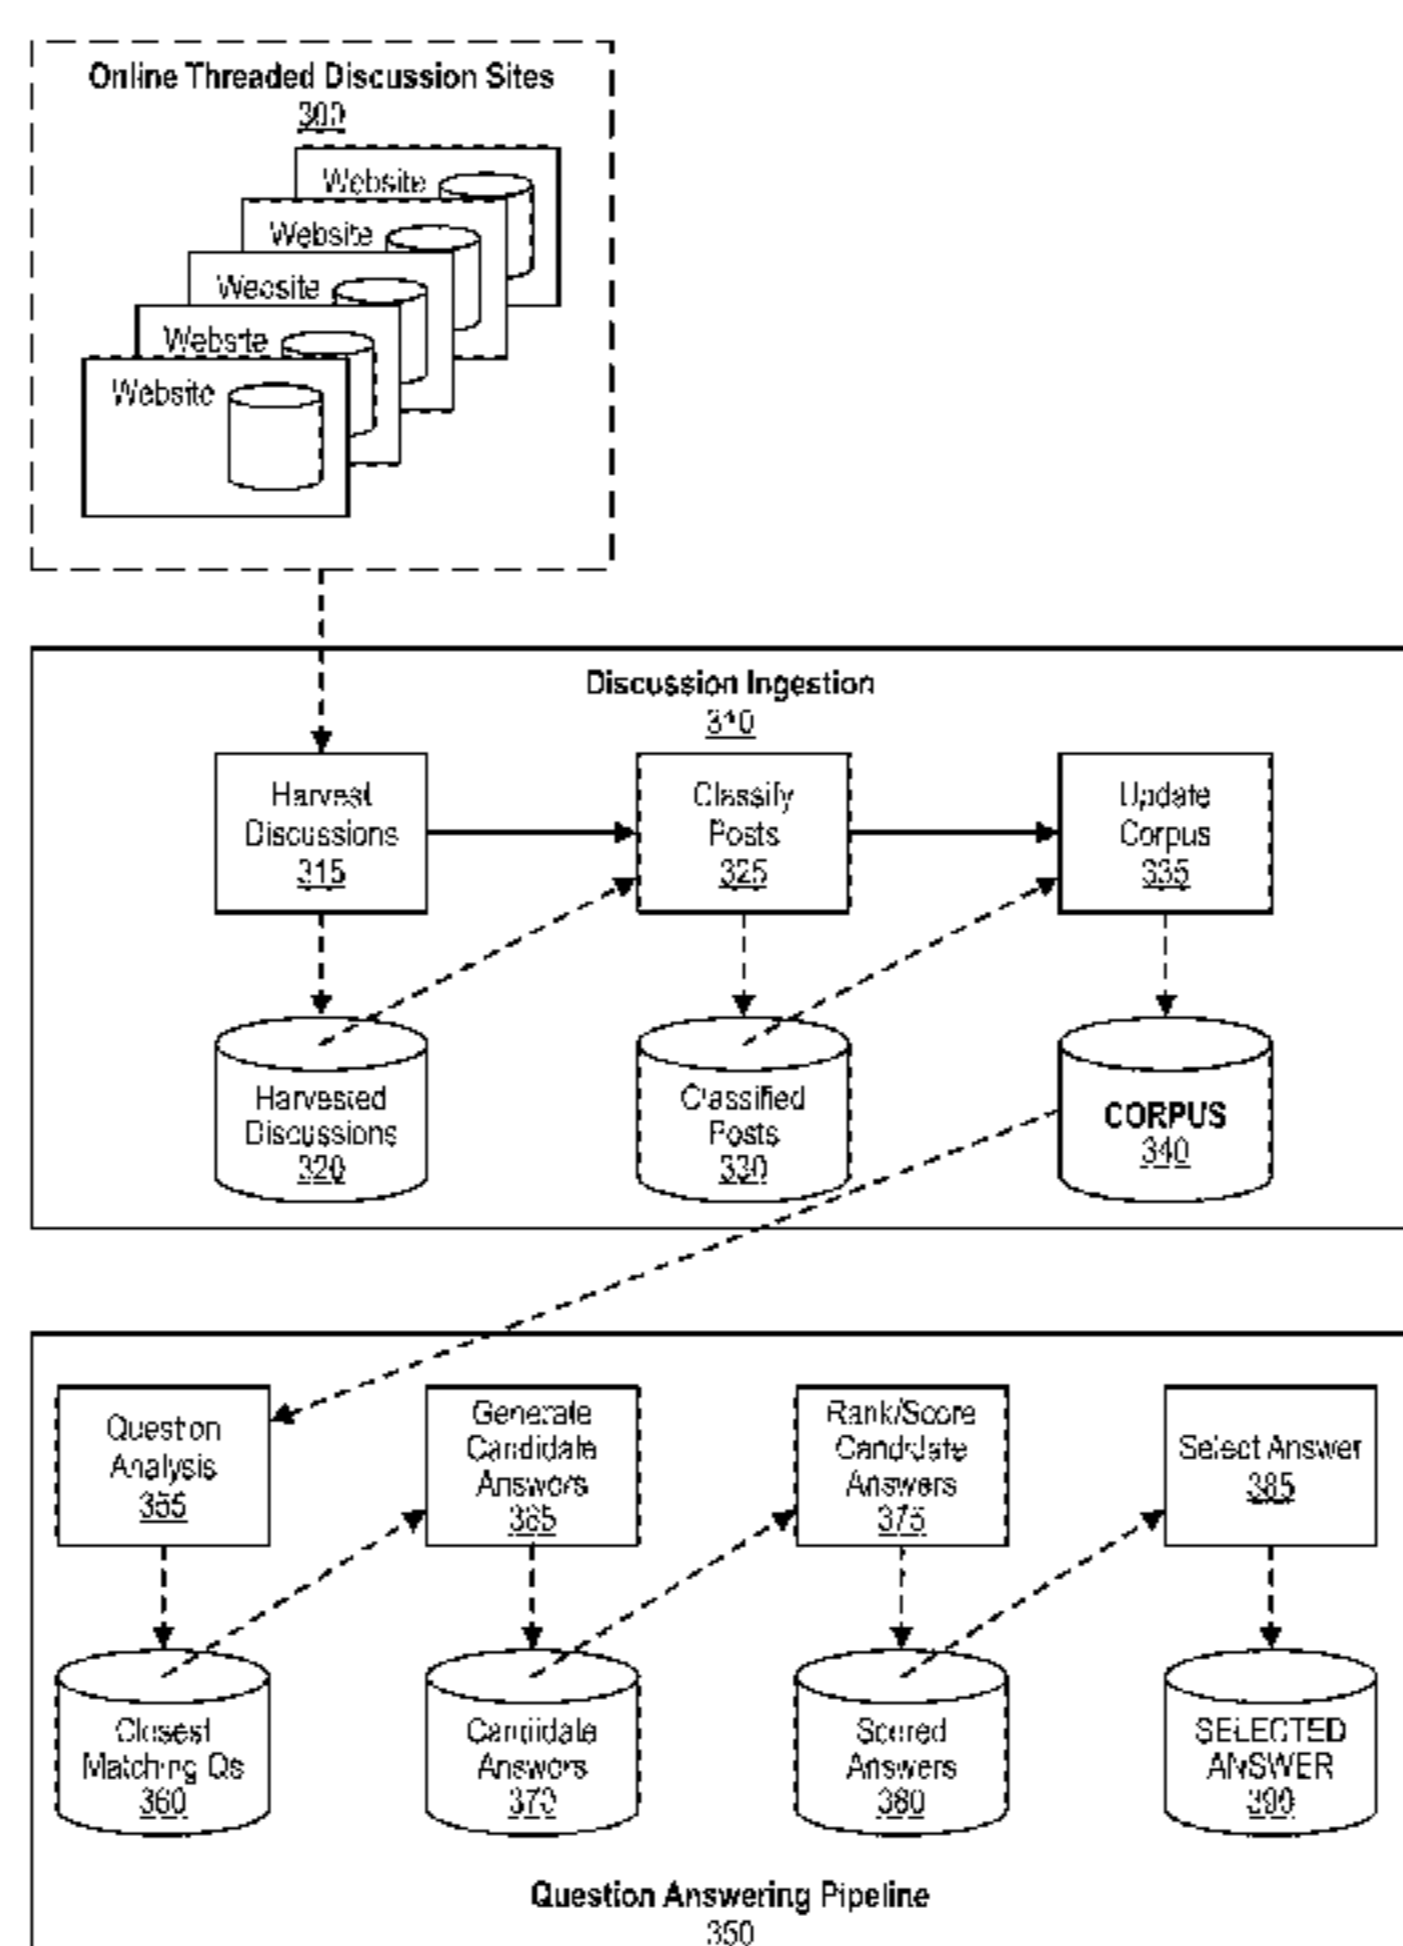 Online Threaded Discussion Sites
300
Website
Website
Website
Website
Website
Discussion Ingestion
310
Harvest
Discussions
315
Classify
Posts
325
Update
Corpus
335
Harvested
Discussions
320
Classified
Posts
330
CORPUS
340
Question
Analysis
355
Generate
Candidate
Answers
365
Rank/Score
Candidate
Answers
375
Select Answer
385
Closest
Matching Qs
360
Candidate
Answers
370
Scored
Answers
380
SELECTED
ANSWER
390
Question Answering Pipeline
350